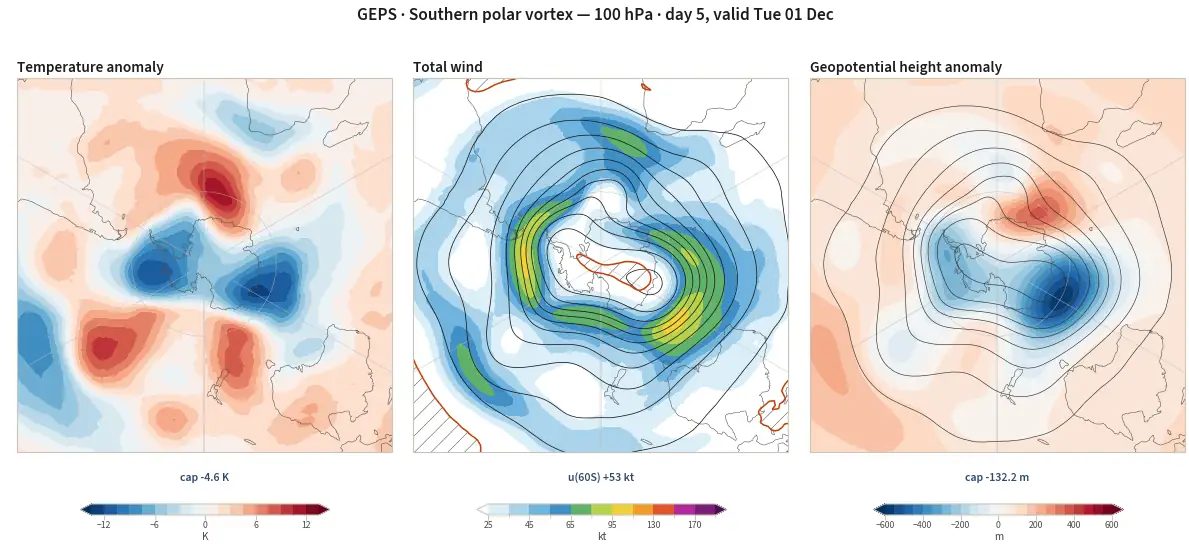 GEPS · Southern polar vortex — 100 hPa · day 5, valid Tue 01 Dec
Temperature anomaly
Total wind
Geopotential height anomaly
cap -4.6 K
u(60S) +53 kt
cap -132.2 m
−12 −6 0 6 12
K
25 45 65 95 130 170
kt
−600 −400 −200 0 200 400 600
m